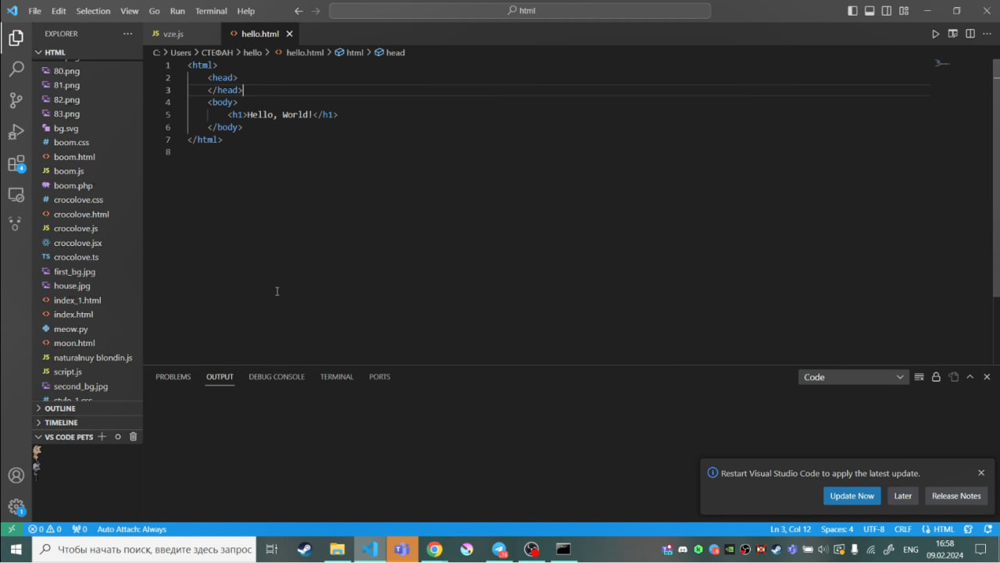 File Edit Selection View Go Run Terminal Help
html
EXPLORER
vze.js
hello.html
HTML
C: > Users > СТЕФАН > hello > hello.html > html > head
80.png
81.png
82.png
83.png
bg.svg
boom.css
boom.html
boom.js
boom.php
crocolove.css
crocolove.html
crocolove.js
crocolove.jsx
crocolove.ts
first_bg.jpg
house.jpg
index_1.html
index.html
meow.py
moon.html
naturalnuy blondin.js
script.js
second_bg.jpg
style_1.css
OUTLINE
TIMELINE
VS CODE PETS
1 <html>
2 <head>
3 </head>
4 <body>
5 <h1>Hello, World!</h1>
6 </body>
7 </html>
8
PROBLEMS OUTPUT DEBUG CONSOLE TERMINAL PORTS
Code
Restart Visual Studio Code to apply the latest update.
Update Now Later Release Notes
4
1
0 0 0 Auto Attach: Always
Ln 3, Col 12 Spaces: 4 UTF-8 CRLF HTML
Чтобы начать поиск, введите здесь запрос
ENG
16:58
09.02.2024